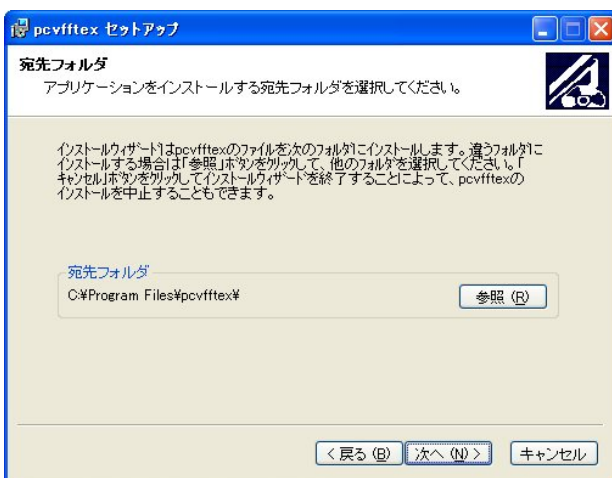 pcvfftex セットアップ
宛先フォルダ
アプリケーションをインストールする宛先フォルダを選択してください。
インストールウィザードはpcvfftexのファイルを次のフォルダにインストールします。違うフォルダに
インストールする場合は「参照」ボタンをクリックして、他のフォルダを選択してください。「
キャンセル」ボタンをクリックしてインストールウィザードを終了することによって、pcvfftexの
インストールを中止することもできます。
宛先フォルダ
C:¥Program Files¥pcvfftex¥
参照 (R)
< 戻る (B)
次へ (N) >
キャンセル